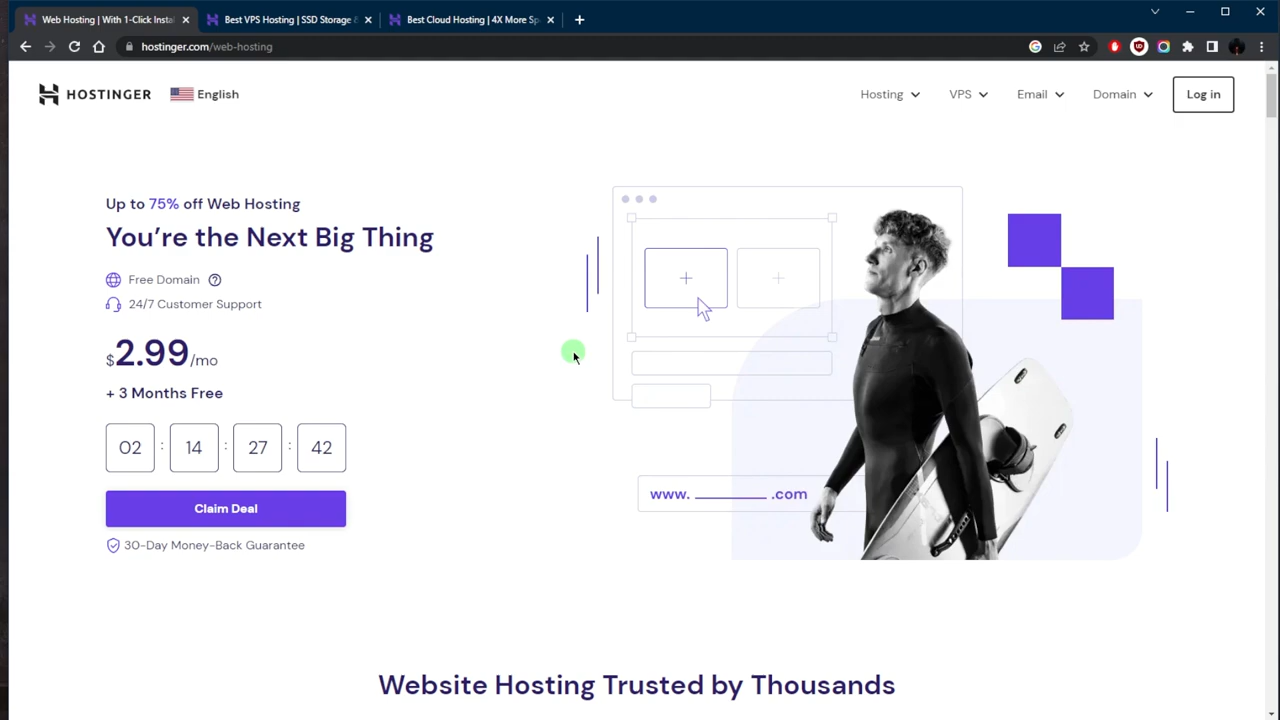 Web Hosting | With 1-Click Instal
Best VPS Hosting | SSD Storage &
Best Cloud Hosting | 4X More Sp
hostinger.com/web-hosting
HOSTINGER
English
Hosting
VPS
Email
Domain
Log in
Up to 75% off Web Hosting
You're the Next Big Thing
Free Domain
24/7 Customer Support
$2.99/mo
+ 3 Months Free
02 : 14 : 27 : 42
Claim Deal
30-Day Money-Back Guarantee
www. ________ .com
Website Hosting Trusted by Thousands